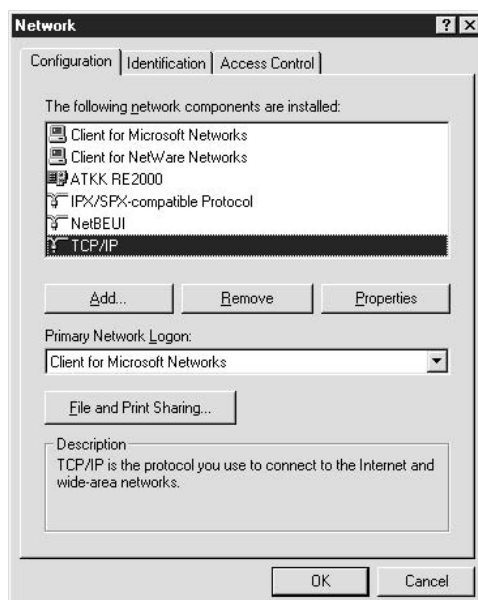 Network
Configuration Identification Access Control
The following network components are installed:
Client for Microsoft Networks
Client for NetWare Networks
ATKK RE2000
IPX/SPX-compatible Protocol
NetBEUI
TCP/IP
Add... Remove Properties
Primary Network Logon:
Client for Microsoft Networks
File and Print Sharing...
Description
TCP/IP is the protocol you use to connect to the Internet and
wide-area networks.
OK Cancel